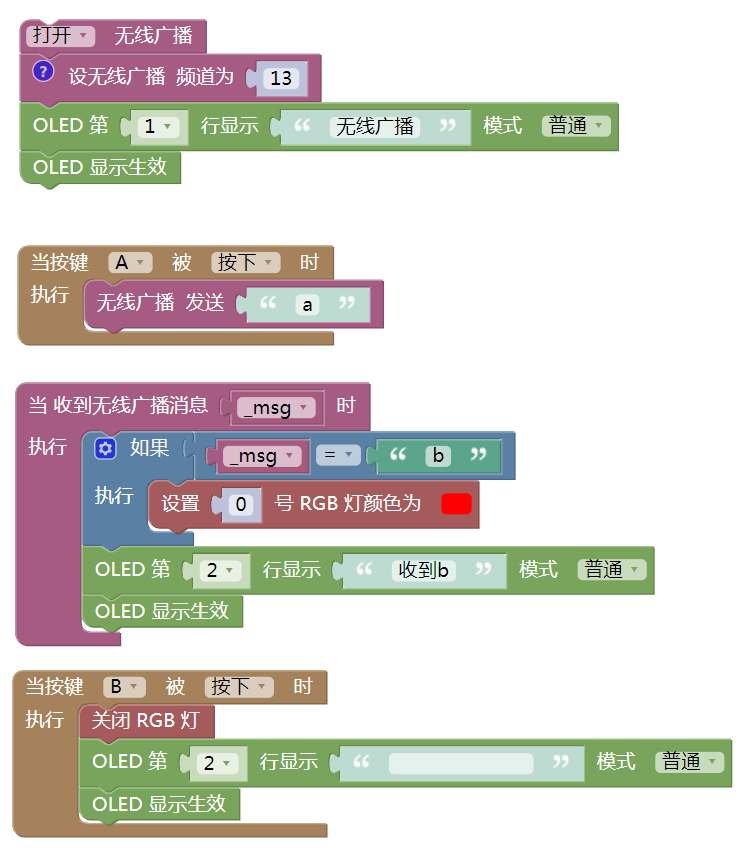 打开 无线广播
? 设无线广播 频道为 13
OLED 第 1 行显示 “ 无线广播 ” 模式 普通
OLED 显示生效
当按键 A 被 按下 时
执行 无线广播 发送 “ a ”
当 收到无线广播消息 _msg 时
执行 如果 _msg = “ b ”
执行 设置 0 号 RGB 灯颜色为
OLED 第 2 行显示 “ 收到b ” 模式 普通
OLED 显示生效
当按键 B 被 按下 时
执行 关闭 RGB 灯
OLED 第 2 行显示 “ ” 模式 普通
OLED 显示生效